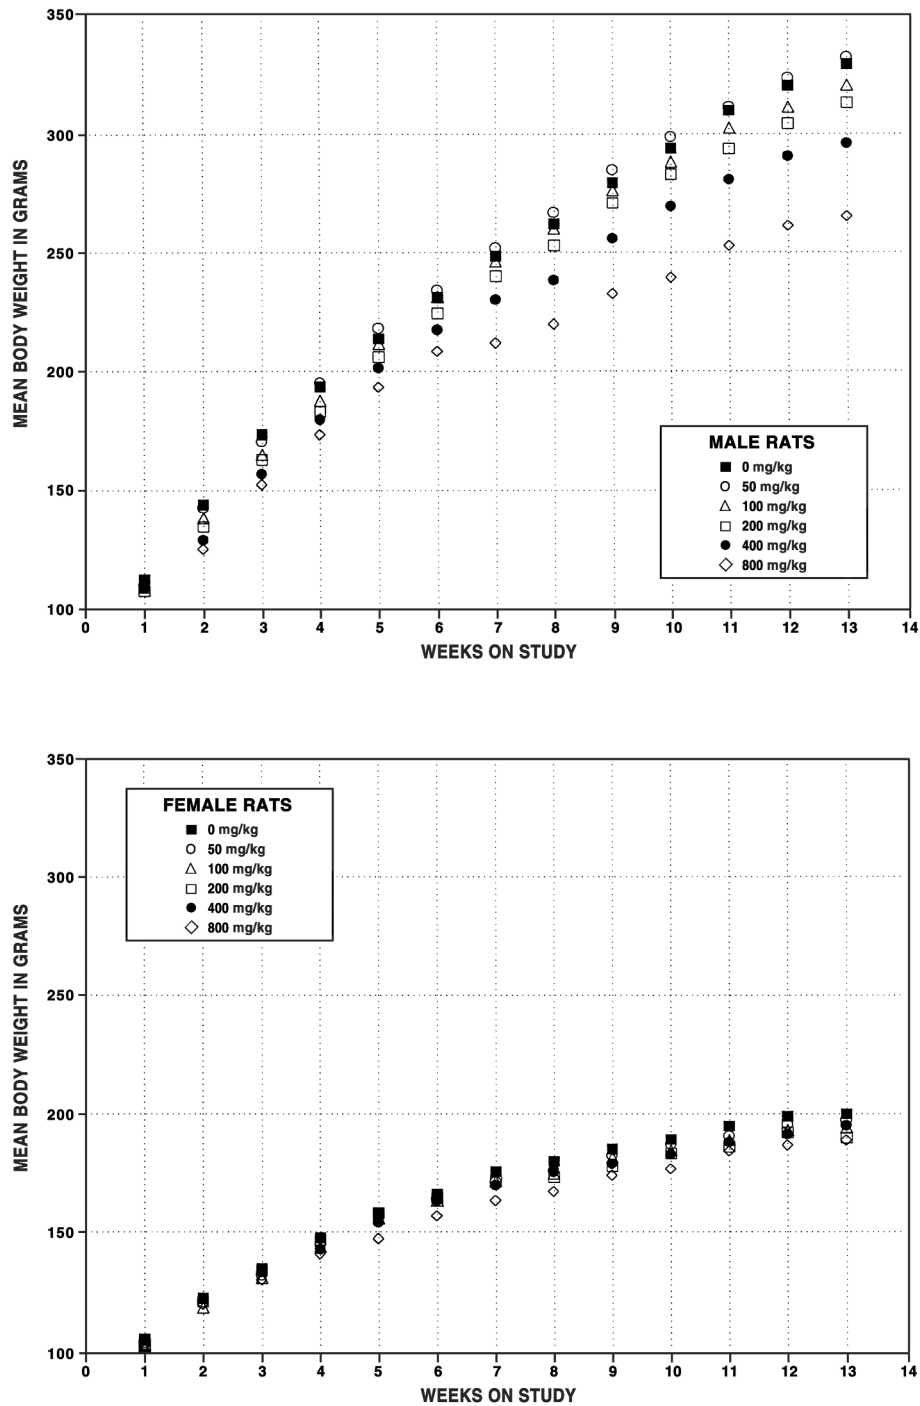 350
300
250
200
150
100
MEAN BODY WEIGHT IN GRAMS
MALE RATS
0 mg/kg
50 mg/kg
100 mg/kg
200 mg/kg
400 mg/kg
800 mg/kg
0 1 2 3 4 5 6 7 8 9 10 11 12 13 14
WEEKS ON STUDY
350
300
250
200
150
100
MEAN BODY WEIGHT IN GRAMS
FEMALE RATS
0 mg/kg
50 mg/kg
100 mg/kg
200 mg/kg
400 mg/kg
800 mg/kg
0 1 2 3 4 5 6 7 8 9 10 11 12 13 14
WEEKS ON STUDY